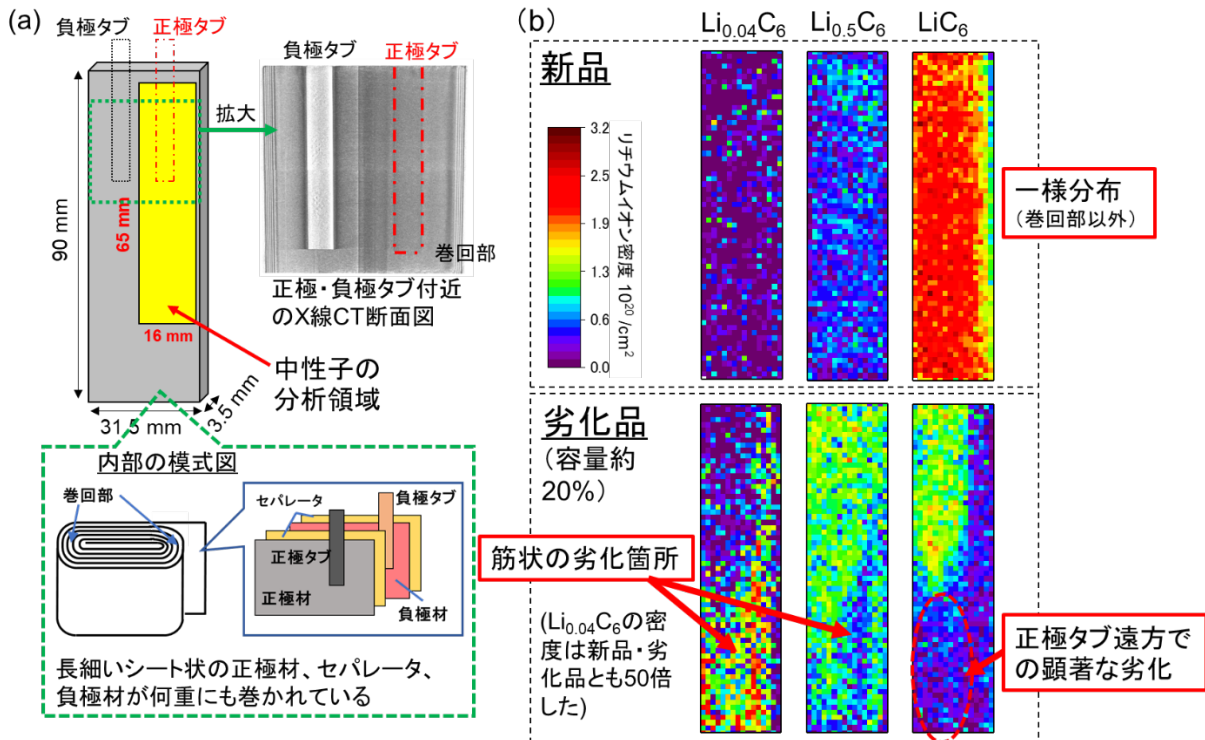 (a)
負極タブ
正極タブ
90 mm
65 mm
16 mm
31.5 mm
3.5 mm
拡大
負極タブ
正極タブ
巻回部
正極・負極タブ付近
のX線CT断面図
中性子の
分析領域
内部の模式図
巻回部
セパレータ
負極タブ
正極タブ
正極材
負極材
長細いシート状の正極材、セパレータ、
負極材が何重にも巻かれている
(b)
Li0.04C6
Li0.5C6
LiC6
新品
3.2
2.6
1.9
1.3
0.6
0.0
リチウムイオン密度 10^20 /cm^2
一様分布
（巻回部以外）
劣化品
（容量約
20%）
筋状の劣化箇所
(Li0.04C6の密
度は新品・劣
化品とも50倍
した)
正極タブ遠方で
の顕著な劣化